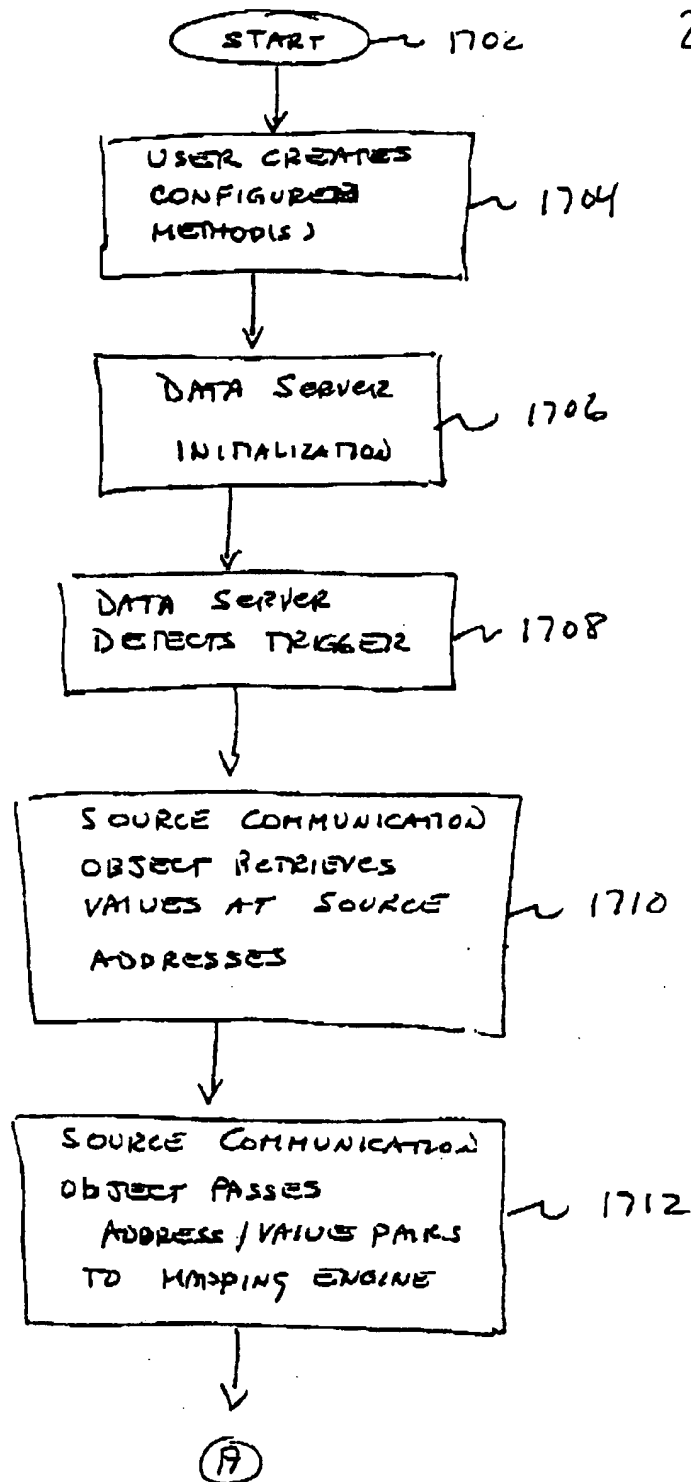 START 1702
2
USER CREATES
CONFIGURED
METHOD(S)
1704
DATA SERVER
INITIALIZATION
1706
DATA SERVER
DETECTS TRIGGER
1708
SOURCE COMMUNICATION
OBJECT RETRIEVES
VALUES AT SOURCE
ADDRESSES
1710
SOURCE COMMUNICATION
OBJECT PASSES
ADDRESS / VALUE PAIRS
TO MAPPING ENGINE
1712
A